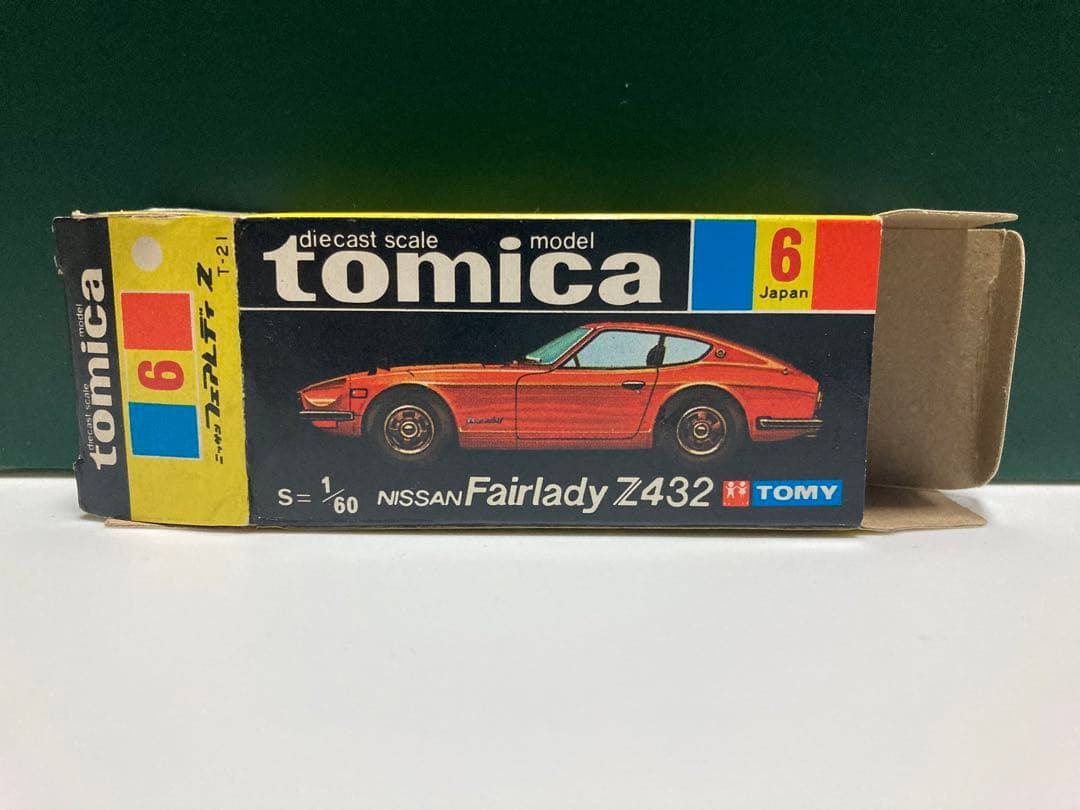 diecast scale model
tomica
6
Japan
S=1/60 NISSAN Fairlady Z432
TOMY
diecast scale model
tomica
6
ニッサン フェアレディ Z
T-21